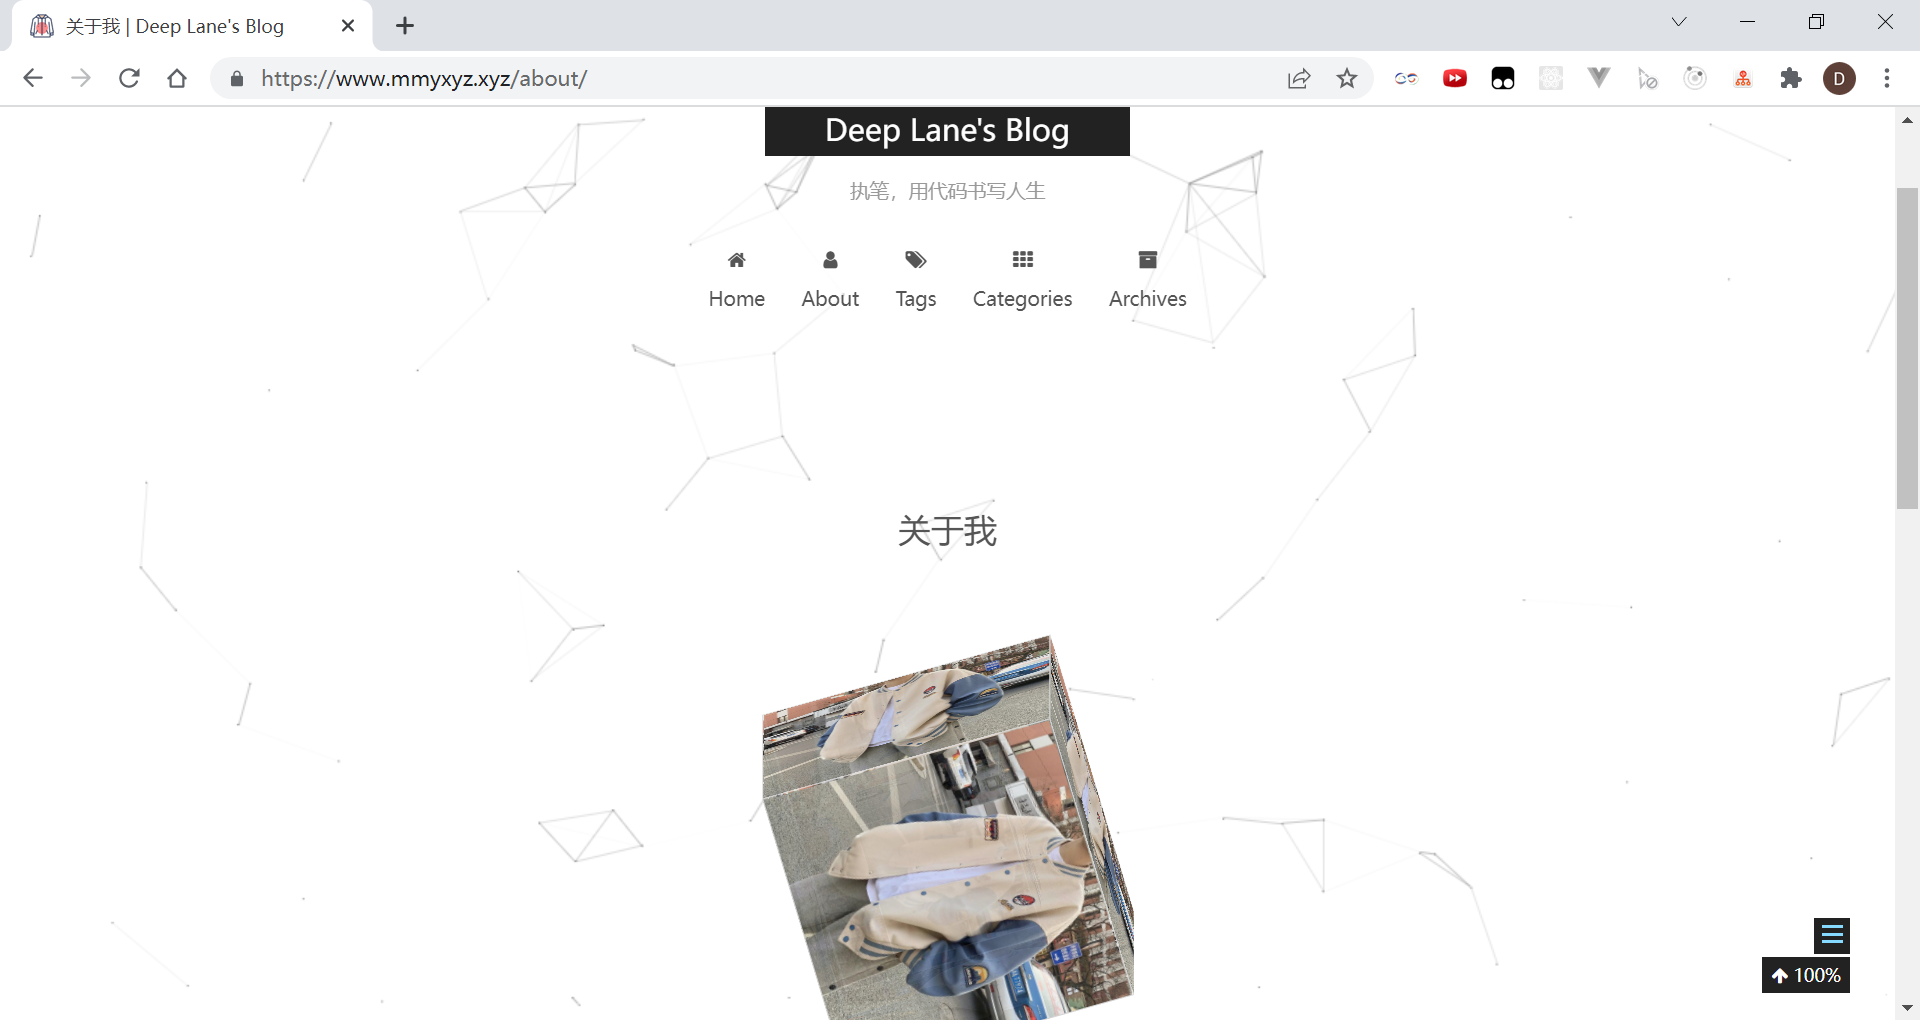 关于我 | Deep Lane's Blog
https://www.mmyxyz.xyz/about/
D
Deep Lane's Blog
执笔，用代码书写人生
Home
About
Tags
Categories
Archives
关于我
100%